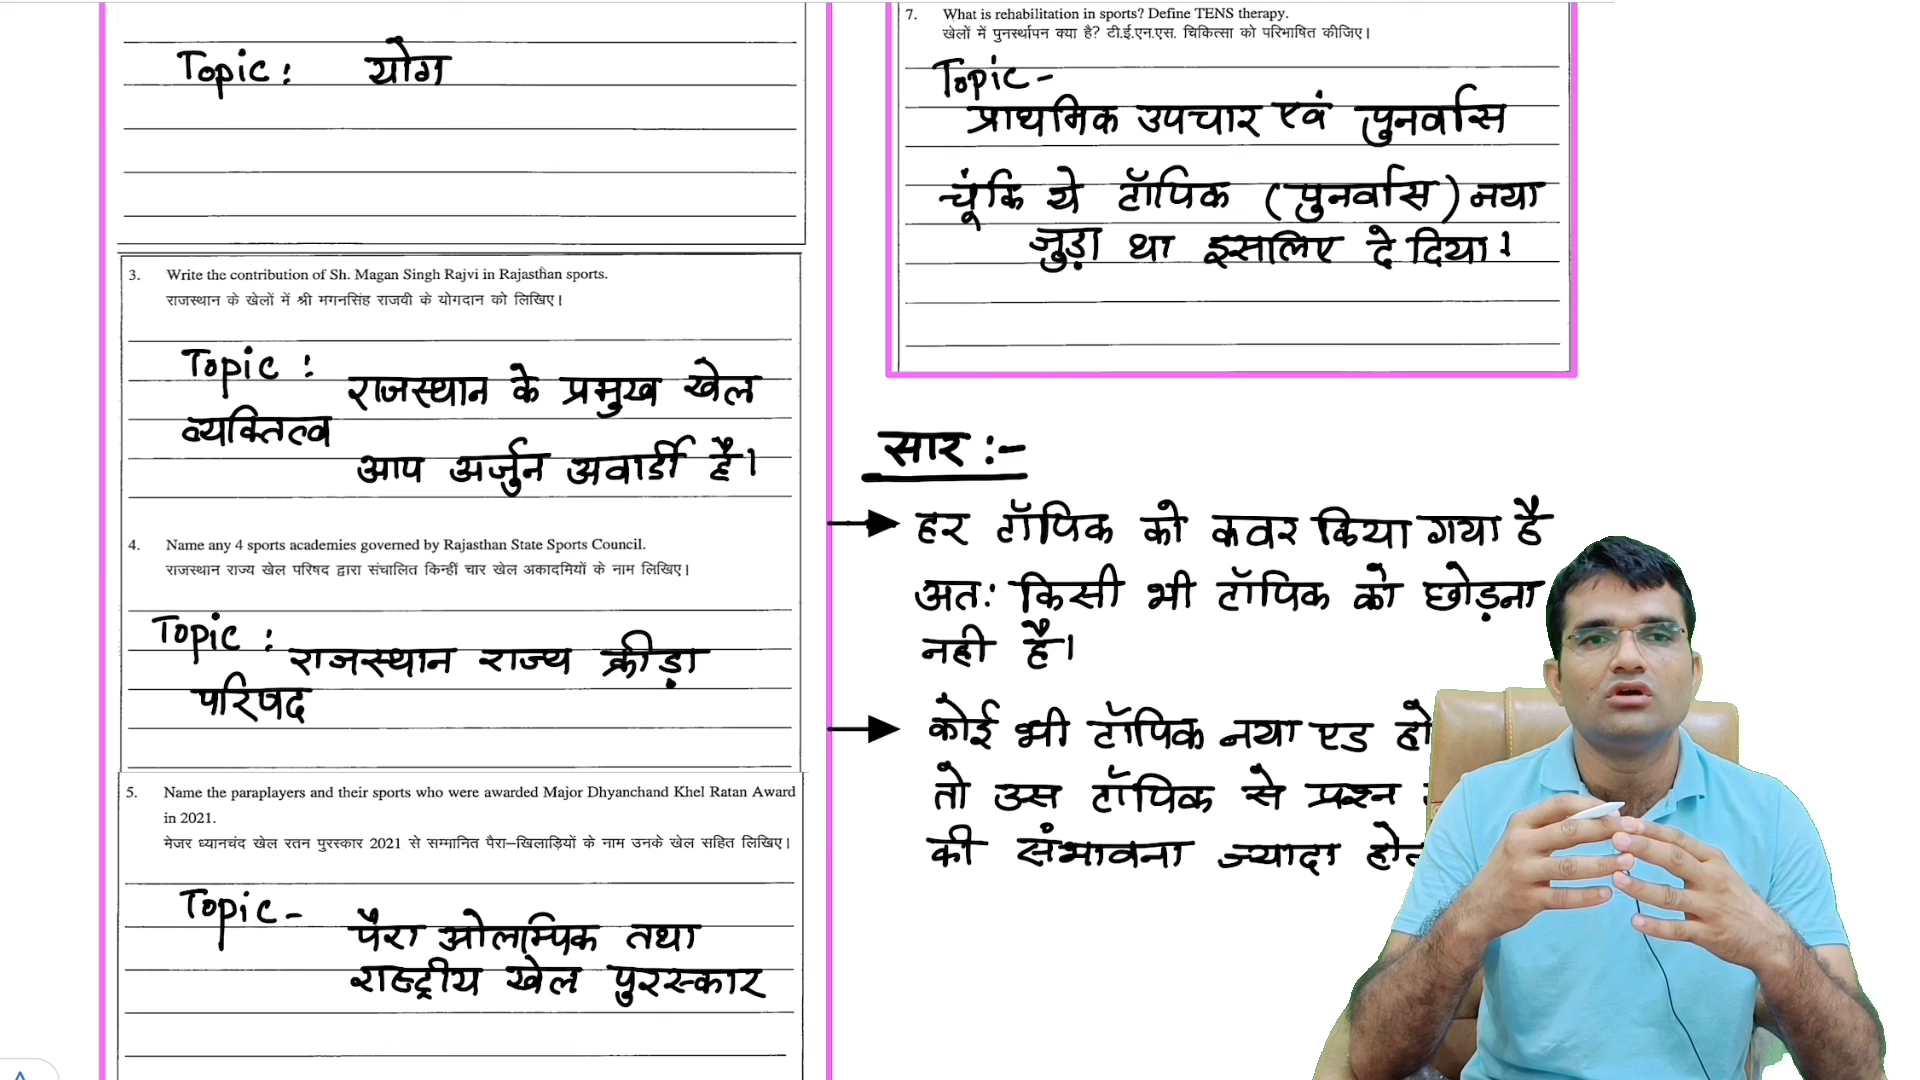 Topic : योग
3. Write the contribution of Sh. Magan Singh Rajvi in Rajasthan sports.
राजस्थान के खेलों में श्री मगनसिंह राजवी के योगदान को लिखिए।
Topic :
राजस्थान के प्रमुख खेल
व्यक्तित्व
आप अर्जुन अवार्डी है।
4. Name any 4 sports academies governed by Rajasthan State Sports Council.
राजस्थान राज्य खेल परिषद द्वारा संचालित किन्हीं चार खेल अकादमियों के नाम लिखिए।
Topic :
राजस्थान राज्य क्रीड़ा
परिषद
5. Name the paraplayers and their sports who were awarded Major Dhyanchand Khel Ratan Award
in 2021.
मेजर ध्यानचंद खेल रतन पुरस्कार 2021 से सम्मानित पैरा–खिलाड़ियों के नाम उनके खेल सहित लिखिए।
Topic -
पैरा ओलम्पिक तथा
राष्ट्रीय खेल पुरस्कार
7. What is rehabilitation in sports? Define TENS therapy.
खेलों में पुनर्स्थापन क्या है? टी.ई.एन.एस. चिकित्सा को परिभाषित कीजिए।
Topic -
प्राथमिक उपचार एवं पुनर्वास
चूंकि ये टॉपिक (पुनर्वास) नया
जुड़ा था इसलिए दे दिया।
सार :-
हर टॉपिक को कवर किया गया है
अतः किसी भी टॉपिक को छोड़ना
नही है।
कोई भी टॉपिक नया एड हो
तो उस टॉपिक से प्रश्न
की संभावना ज्यादा